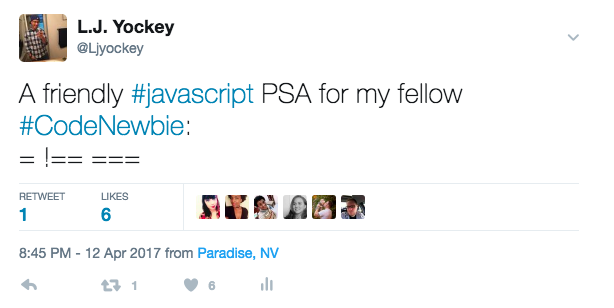 L.J. Yockey
@Ljyockey
A friendly #javascript PSA for my fellow
#CodeNewbie:
= !== ===
RETWEET LIKES
1 6
8:45 PM - 12 Apr 2017 from Paradise, NV
1 6